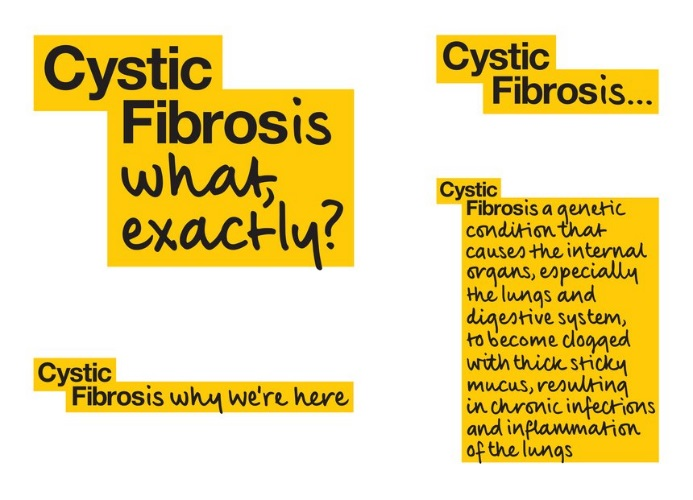 Cystic
Fibrosis
what,
exactly?
Cystic
Fibrosis...
Cystic
Fibrosis why we're here
Cystic
Fibrosis a genetic
condition that
causes the internal
organs, especially
the lungs and
digestive system,
to become clogged
with thick sticky
mucus, resulting
in chronic infections
and inflammation
of the lungs